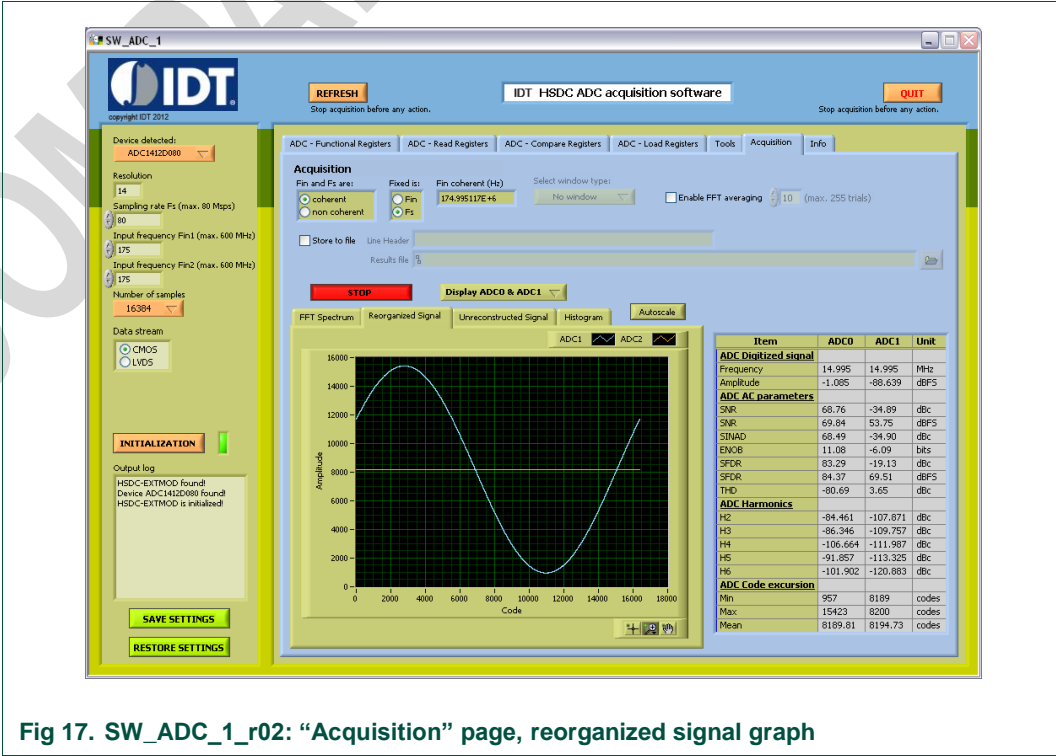 SW_ADC_1
IDT
copyright IDT 2012
REFRESH
Stop acquisition before any action.
IDT HSDC ADC acquisition software
QUIT
Stop acquisition before any action.
Device detected:
ADC1412D080
Resolution
14
Sampling rate Fs (max. 80 Msps)
80
Input frequency Fin1 (max. 600 MHz)
175
Input frequency Fin2 (max. 600 MHz)
175
Number of samples
16384
Data stream
CMOS
LVDS
INITIALIZATION
Output log
HSDC-EXTMOD found!
Device ADC1412D080 found!
HSDC-EXTMOD is initialized!
SAVE SETTINGS
RESTORE SETTINGS
ADC - Functional Registers ADC - Read Registers ADC - Compare Registers ADC - Load Registers Tools Acquisition Info
Acquisition
Fin and Fs are: Fixed is: Fin coherent (Hz) Select window type:
coherent Fin 174.995117E+6 No window Enable FFT averaging 10 (max. 255 trials)
non coherent Fs
Store to file Line Header
Results file
STOP Display ADC0 & ADC1
FFT Spectrum Reorganized Signal Unreconstructed Signal Histogram Autoscale
ADC1 ADC2
Amplitude
16000
14000
12000
10000
8000
6000
4000
2000
0
0 2000 4000 6000 8000 10000 12000 14000 16000 18000
Code
Item ADC0 ADC1 Unit
ADC Digitized signal
Frequency 14.995 14.995 MHz
Amplitude -1.085 -88.639 dBFS
ADC AC parameters
SNR 68.76 -34.89 dBc
SNR 69.84 53.75 dBFS
SINAD 68.49 -34.90 dBc
ENOB 11.08 -6.09 bits
SFDR 83.29 -19.13 dBc
SFDR 84.37 69.51 dBFS
THD -80.69 3.65 dBc
ADC Harmonics
H2 -84.461 -107.871 dBc
H3 -86.346 -109.757 dBc
H4 -106.664 -111.987 dBc
H5 -91.857 -113.325 dBc
H6 -101.902 -120.883 dBc
ADC Code excursion
Min 957 8189 codes
Max 15423 8200 codes
Mean 8189.81 8194.73 codes
Fig 17. SW_ADC_1_r02: “Acquisition” page, reorganized signal graph